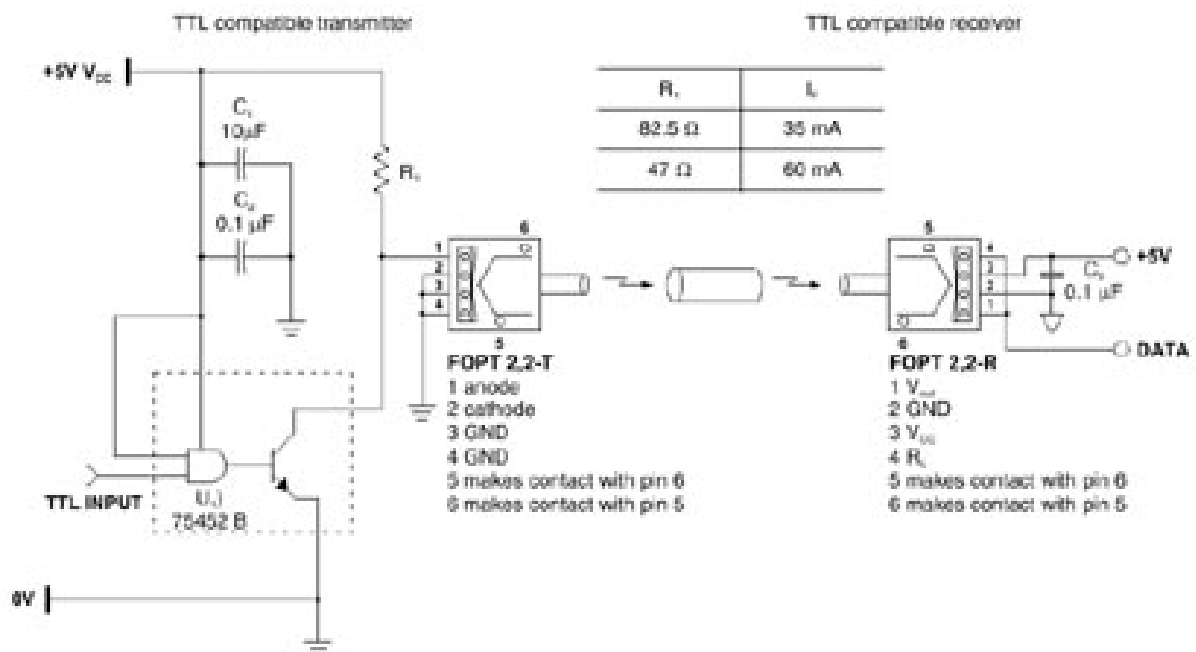 TTL compatible transmitter
TTL compatible receiver
+5V V
C
10µF
C
0.1 µF
R
R
I
82.5 Ω
35 mA
47 Ω
60 mA
6
1
2
3
4
5
FOPT 2,2-T
1 anode
2 cathode
3 GND
4 GND
5 makes contact with pin 6
6 makes contact with pin 5
5
4
3
2
1
6
+5V
C
0.1 µF
DATA
FOPT 2,2-R
1 V
2 GND
3 V
4 R
5 makes contact with pin 6
6 makes contact with pin 5
TTL INPUT
75452 B
0V